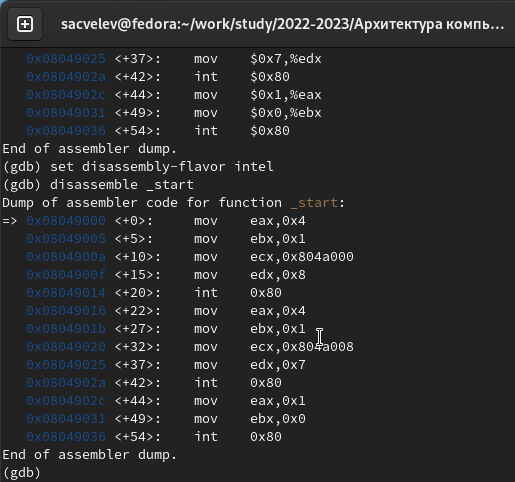 sacvelev@fedora:~/work/study/2022-2023/Архитектура компь...
0x08049025 <+37>: mov $0x7,%edx
0x0804902a <+42>: int $0x80
0x0804902c <+44>: mov $0x1,%eax
0x08049031 <+49>: mov $0x0,%ebx
0x08049036 <+54>: int $0x80
End of assembler dump.
(gdb) set disassembly-flavor intel
(gdb) disassemble _start
Dump of assembler code for function _start:
=> 0x08049000 <+0>: mov eax,0x4
0x08049005 <+5>: mov ebx,0x1
0x0804900a <+10>: mov ecx,0x804a000
0x0804900f <+15>: mov edx,0x8
0x08049014 <+20>: int 0x80
0x08049016 <+22>: mov eax,0x4
0x0804901b <+27>: mov ebx,0x1
0x08049020 <+32>: mov ecx,0x804a008
0x08049025 <+37>: mov edx,0x7
0x0804902a <+42>: int 0x80
0x0804902c <+44>: mov eax,0x1
0x08049031 <+49>: mov ebx,0x0
0x08049036 <+54>: int 0x80
End of assembler dump.
(gdb)